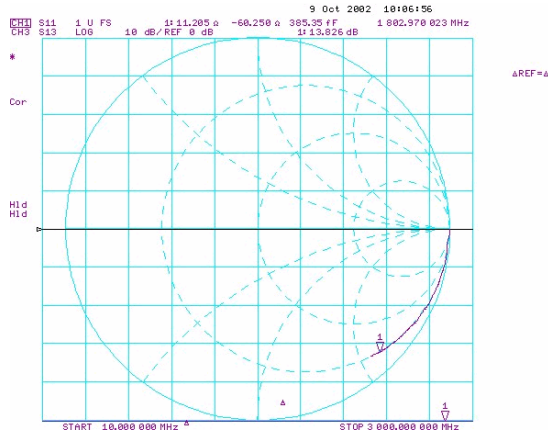 9 Oct 2002 10:06:56
CH1 S11 1 U FS 1: 11.205 Ω -60.250 Ω 385.35 fF 1 802.970 023 MHz
CH3 S13 LOG 10 dB/REF 0 dB 1: 13.826 dB
*
ΔREF=Δ
Cor
Hld
Hld
1
1
START 10.000 000 MHz STOP 3 000.000 000 MHz